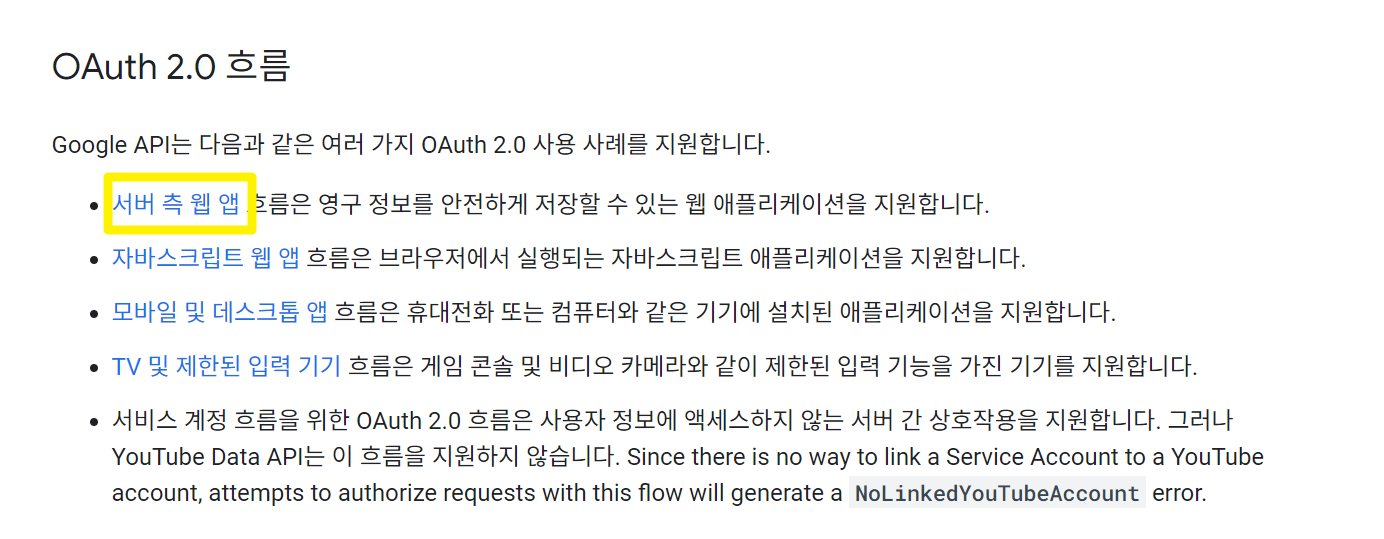 OAuth 2.0 흐름
Google API는 다음과 같은 여러 가지 OAuth 2.0 사용 사례를 지원합니다.
• 서버 측 웹 앱 흐름은 영구 정보를 안전하게 저장할 수 있는 웹 애플리케이션을 지원합니다.
• 자바스크립트 웹 앱 흐름은 브라우저에서 실행되는 자바스크립트 애플리케이션을 지원합니다.
• 모바일 및 데스크톱 앱 흐름은 휴대전화 또는 컴퓨터와 같은 기기에 설치된 애플리케이션을 지원합니다.
• TV 및 제한된 입력 기기 흐름은 게임 콘솔 및 비디오 카메라와 같이 제한된 입력 기능을 가진 기기를 지원합니다.
• 서비스 계정 흐름을 위한 OAuth 2.0 흐름은 사용자 정보에 액세스하지 않는 서버 간 상호작용을 지원합니다. 그러나
YouTube Data API는 이 흐름을 지원하지 않습니다. Since there is no way to link a Service Account to a YouTube
account, attempts to authorize requests with this flow will generate a NoLinkedYouTubeAccount error.